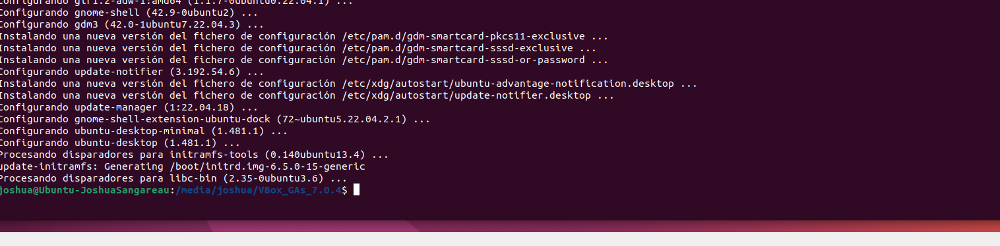 Configurando gir1.2-adw-1:amd64 (1.1.7-0ubuntu0.22.04.1) ...
Configurando gnome-shell (42.9-0ubuntu2) ...
Configurando gdm3 (42.0-1ubuntu7.22.04.3) ...
Instalando una nueva versión del fichero de configuración /etc/pam.d/gdm-smartcard-pkcs11-exclusive ...
Instalando una nueva versión del fichero de configuración /etc/pam.d/gdm-smartcard-sssd-exclusive ...
Instalando una nueva versión del fichero de configuración /etc/pam.d/gdm-smartcard-sssd-or-password ...
Configurando update-notifier (3.192.54.6) ...
Instalando una nueva versión del fichero de configuración /etc/xdg/autostart/ubuntu-advantage-notification.desktop ...
Instalando una nueva versión del fichero de configuración /etc/xdg/autostart/update-notifier.desktop ...
Configurando update-manager (1:22.04.18) ...
Configurando gnome-shell-extension-ubuntu-dock (72~ubuntu5.22.04.2.1) ...
Configurando ubuntu-desktop-minimal (1.481.1) ...
Configurando ubuntu-desktop (1.481.1) ...
Procesando disparadores para initramfs-tools (0.140ubuntu13.4) ...
update-initramfs: Generating /boot/initrd.img-6.5.0-15-generic
Procesando disparadores para libc-bin (2.35-0ubuntu3.6) ...
joshua@Ubuntu-JoshuaSangareau:/media/joshua/VBox_GAs_7.0.4$